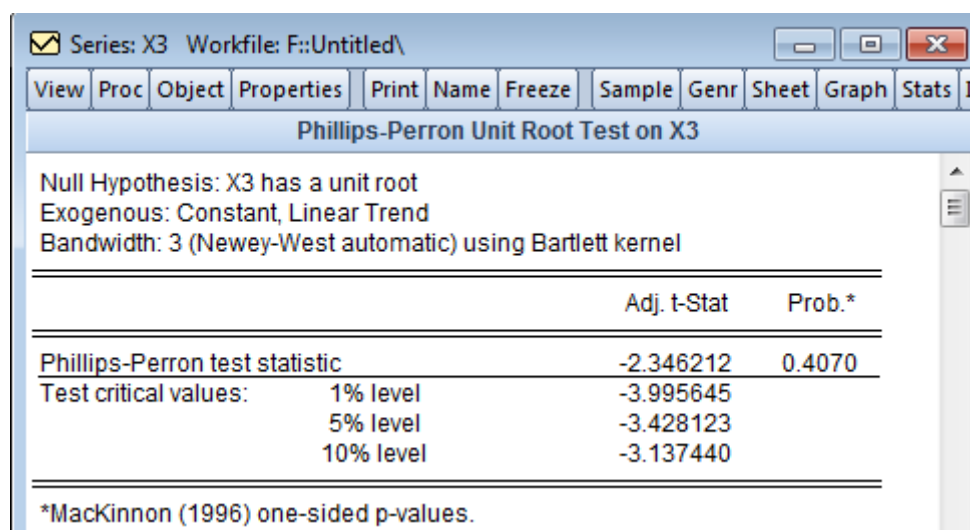 Series: X3 Workfile: F::Untitled\
View Proc Object Properties Print Name Freeze Sample Genr Sheet Graph Stats
Phillips-Perron Unit Root Test on X3
Null Hypothesis: X3 has a unit root
Exogenous: Constant, Linear Trend
Bandwidth: 3 (Newey-West automatic) using Bartlett kernel
Adj. t-Stat Prob.*
Phillips-Perron test statistic -2.346212 0.4070
Test critical values: 1% level -3.995645
5% level -3.428123
10% level -3.137440
*MacKinnon (1996) one-sided p-values.